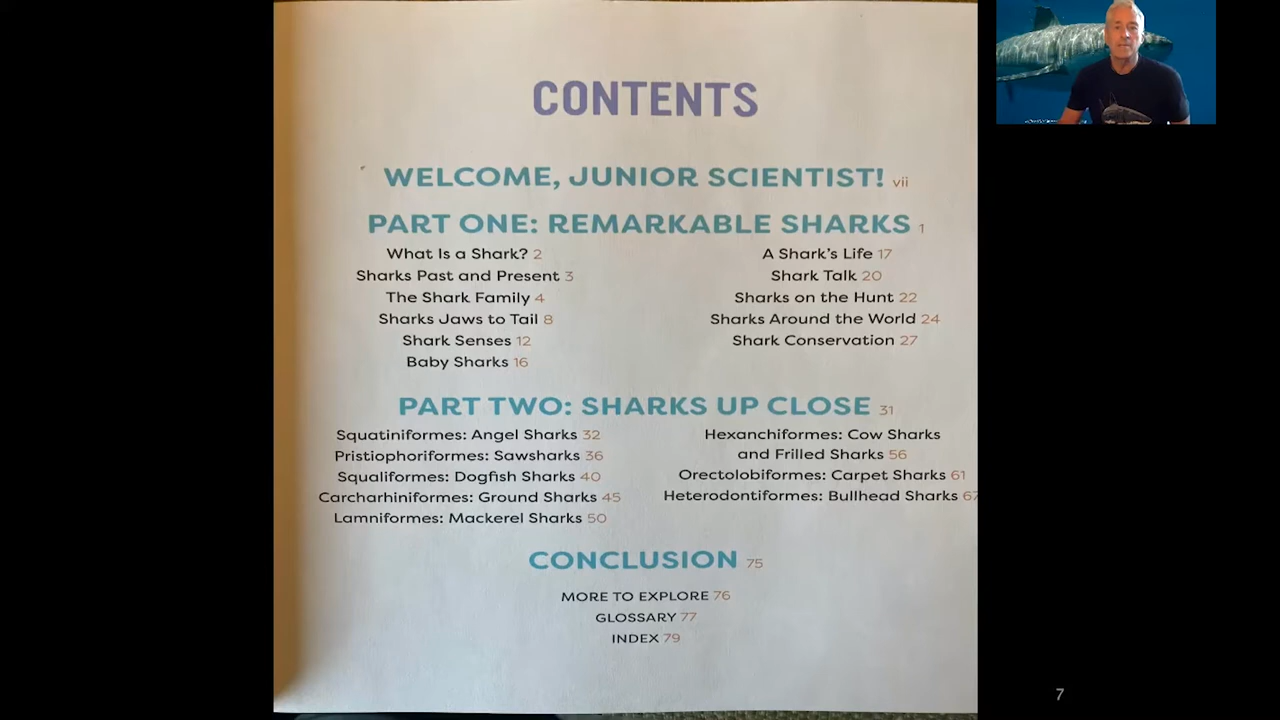 CONTENTS
WELCOME, JUNIOR SCIENTIST! vii
PART ONE: REMARKABLE SHARKS 1
What Is a Shark? 2
Sharks Past and Present 3
The Shark Family 4
Sharks Jaws to Tail 8
Shark Senses 12
Baby Sharks 16
A Shark's Life 17
Shark Talk 20
Sharks on the Hunt 22
Sharks Around the World 24
Shark Conservation 27
PART TWO: SHARKS UP CLOSE 31
Squatiniformes: Angel Sharks 32
Pristiophoriformes: Sawsharks 36
Squaliformes: Dogfish Sharks 40
Carcharhiniformes: Ground Sharks 45
Lamniformes: Mackerel Sharks 50
Hexanchiformes: Cow Sharks
and Frilled Sharks 56
Orectolobiformes: Carpet Sharks 61
Heterodontiformes: Bullhead Sharks 67
CONCLUSION 75
MORE TO EXPLORE 76
GLOSSARY 77
INDEX 79
7